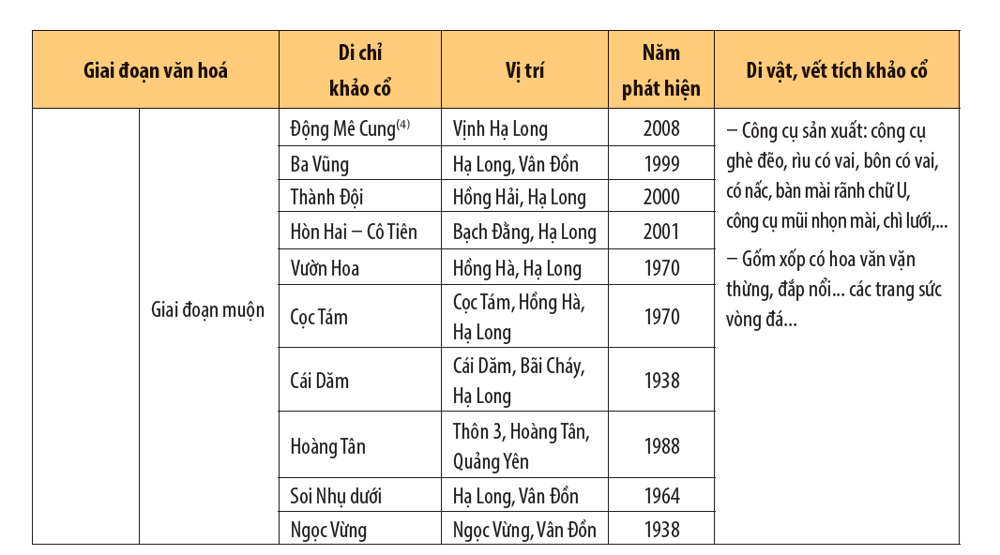 Giai đoạn văn hoá
Di chỉ
khảo cổ
Vị trí
Năm
phát hiện
Di vật, vết tích khảo cổ
Giai đoạn muộn
Động Mê Cung(4)
Vịnh Hạ Long
2008
Ba Vũng
Hạ Long, Vân Đồn
1999
Thành Đội
Hồng Hải, Hạ Long
2000
Hòn Hai – Cô Tiên
Bạch Đằng, Hạ Long
2001
Vườn Hoa
Hồng Hà, Hạ Long
1970
Cọc Tám
Cọc Tám, Hồng Hà,
Hạ Long
1970
Cái Dăm
Cái Dăm, Bãi Cháy,
Hạ Long
1938
Hoàng Tân
Thôn 3, Hoàng Tân,
Quảng Yên
1988
Soi Nhụ dưới
Hạ Long, Vân Đồn
1964
Ngọc Vừng
Ngọc Vừng, Vân Đồn
1938
– Công cụ sản xuất: công cụ
ghè đẽo, rìu có vai, bôn có vai,
có nấc, bàn mài rãnh chữ U,
công cụ mũi nhọn mài, chì lưới,...
– Gốm xốp có hoa văn vặn
thừng, đắp nổi... các trang sức
vòng đá...